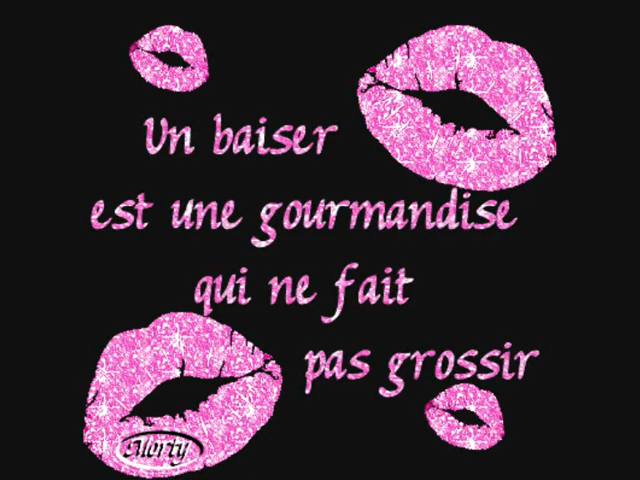 Un baiser
est une gourmandise
qui ne fait
pas grossir
Morty